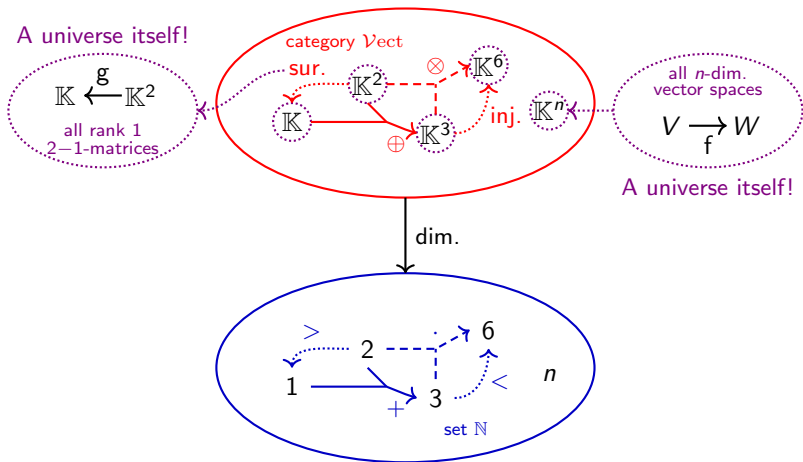 A universe itself!
𝕂 g 𝕂²
all rank 1
2−1-matrices
category 𝒱ect
sur. 𝕂² ⊗ 𝕂⁶
𝕂 ⊕ 𝕂³ inj. 𝕂ⁿ
all n-dim.
vector spaces
V ⟶ W
f
A universe itself!
dim.
> 2 · 6
1 + 3 < n
set ℕ